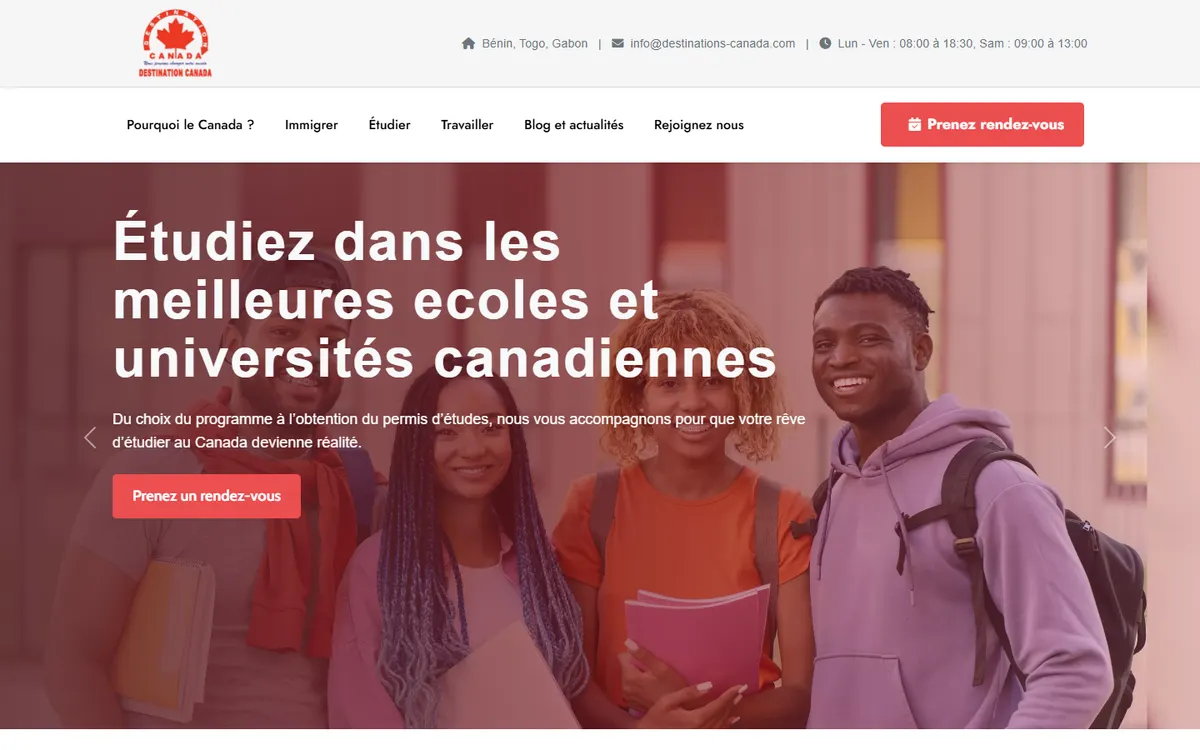 DESTINATION
CANADA
DESTINATION CANADA
Bénin, Togo, Gabon | info@destinations-canada.com | Lun - Ven : 08:00 à 18:30, Sam : 09:00 à 13:00
Pourquoi le Canada ? Immigrer Étudier Travailler Blog et actualités Rejoignez nous Prenez rendez-vous
Étudiez dans les
meilleures ecoles et
universités canadiennes
Du choix du programme à l'obtention du permis d'études, nous vous accompagnons pour que votre rêve
d'étudier au Canada devienne réalité.
Prenez un rendez-vous